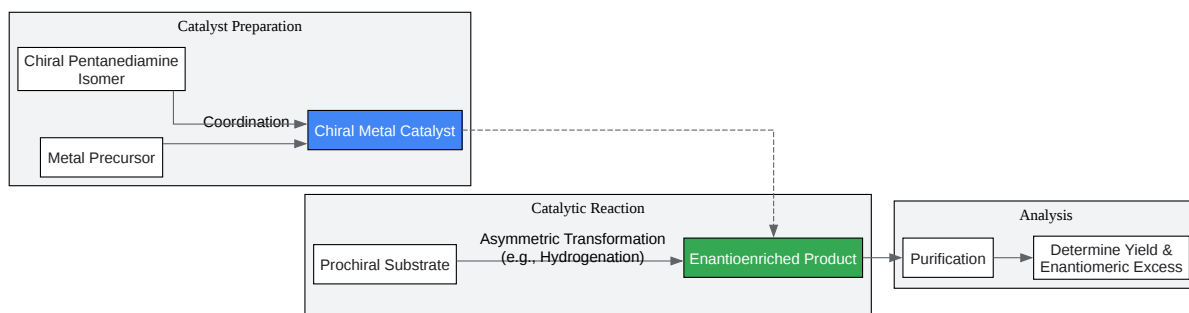 Catalyst Preparation
Chiral Pentanediamine
Isomer
Coordination
Chiral Metal Catalyst
Metal Precursor
Catalytic Reaction
Asymmetric Transformation
(e.g., Hydrogenation)
Prochiral Substrate
Enantioenriched Product
Analysis
Purification
Determine Yield &
Enantiomeric Excess